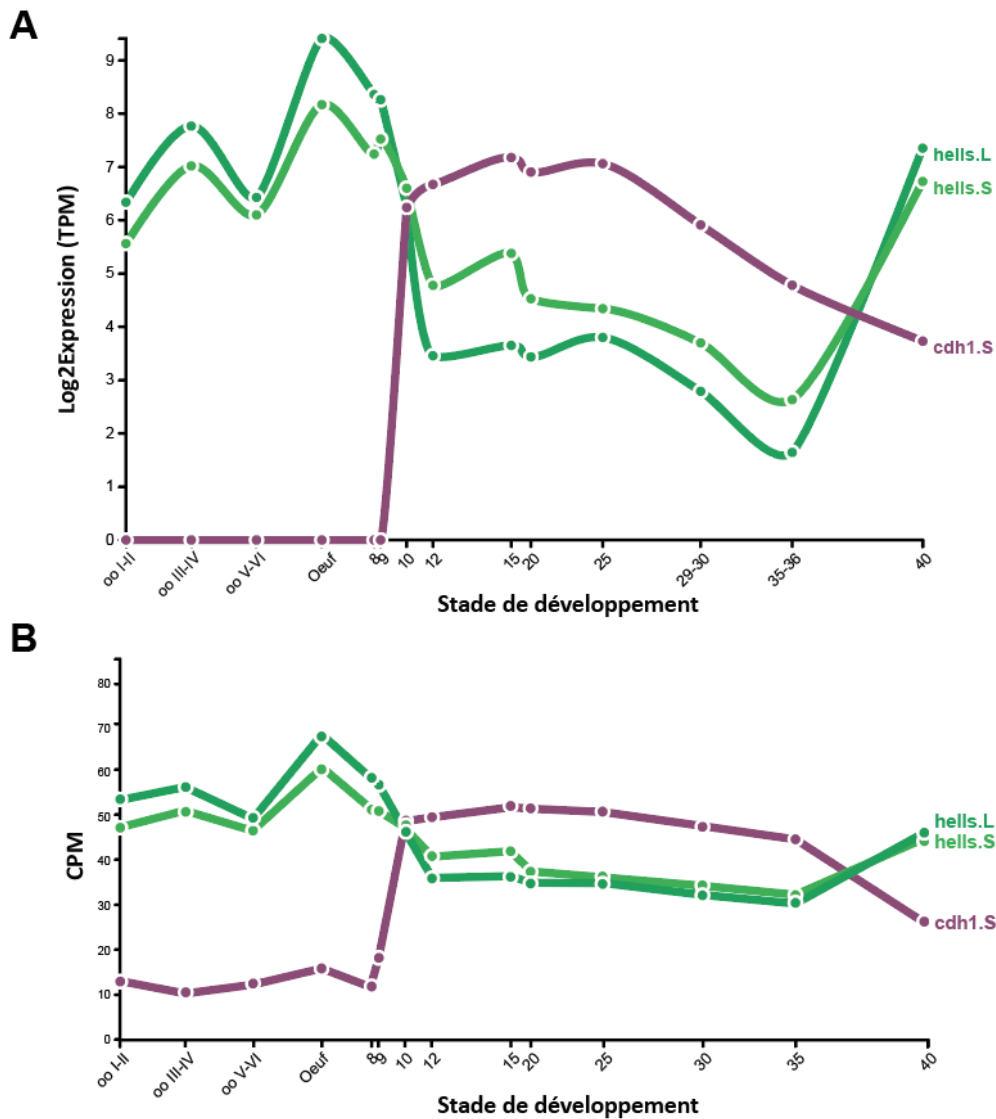 A
Log2Expression (TPM)
9
8
7
6
5
4
3
2
1
0
hells.L
hells.S
cdh1.S
oo I-II
oo III-IV
oo V-VI
Oeuf
8
9
10
12
15
20
25
29-30
35-36
40
Stade de développement
B
CPM
80
70
60
50
40
30
20
10
0
hells.L
hells.S
cdh1.S
oo I-II
oo III-IV
oo V-VI
Oeuf
8
9
10
12
15
20
25
30
35
40
Stade de développement